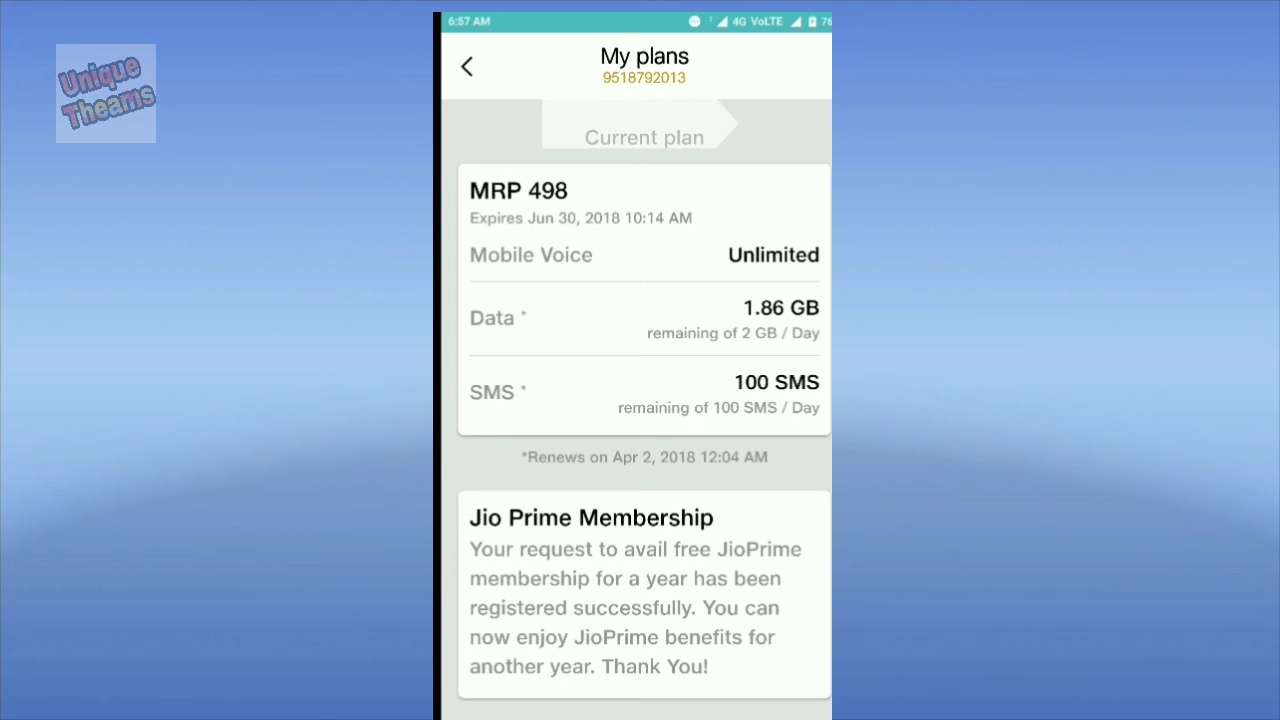 Unique
Theams
6:57 AM
4G VoLTE
76
My plans
9518792013
Current plan
MRP 498
Expires Jun 30, 2018 10:14 AM
Mobile Voice Unlimited
Data * 1.86 GB
remaining of 2 GB / Day
SMS * 100 SMS
remaining of 100 SMS / Day
*Renews on Apr 2, 2018 12:04 AM
Jio Prime Membership
Your request to avail free JioPrime
membership for a year has been
registered successfully. You can
now enjoy JioPrime benefits for
another year. Thank You!